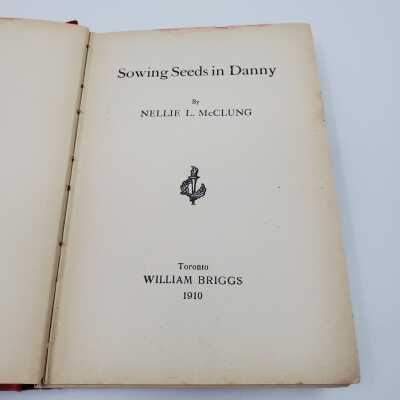 Sowing Seeds in Danny
By
NELLIE L. McCLUNG
Toronto
WILLIAM BRIGGS
1910